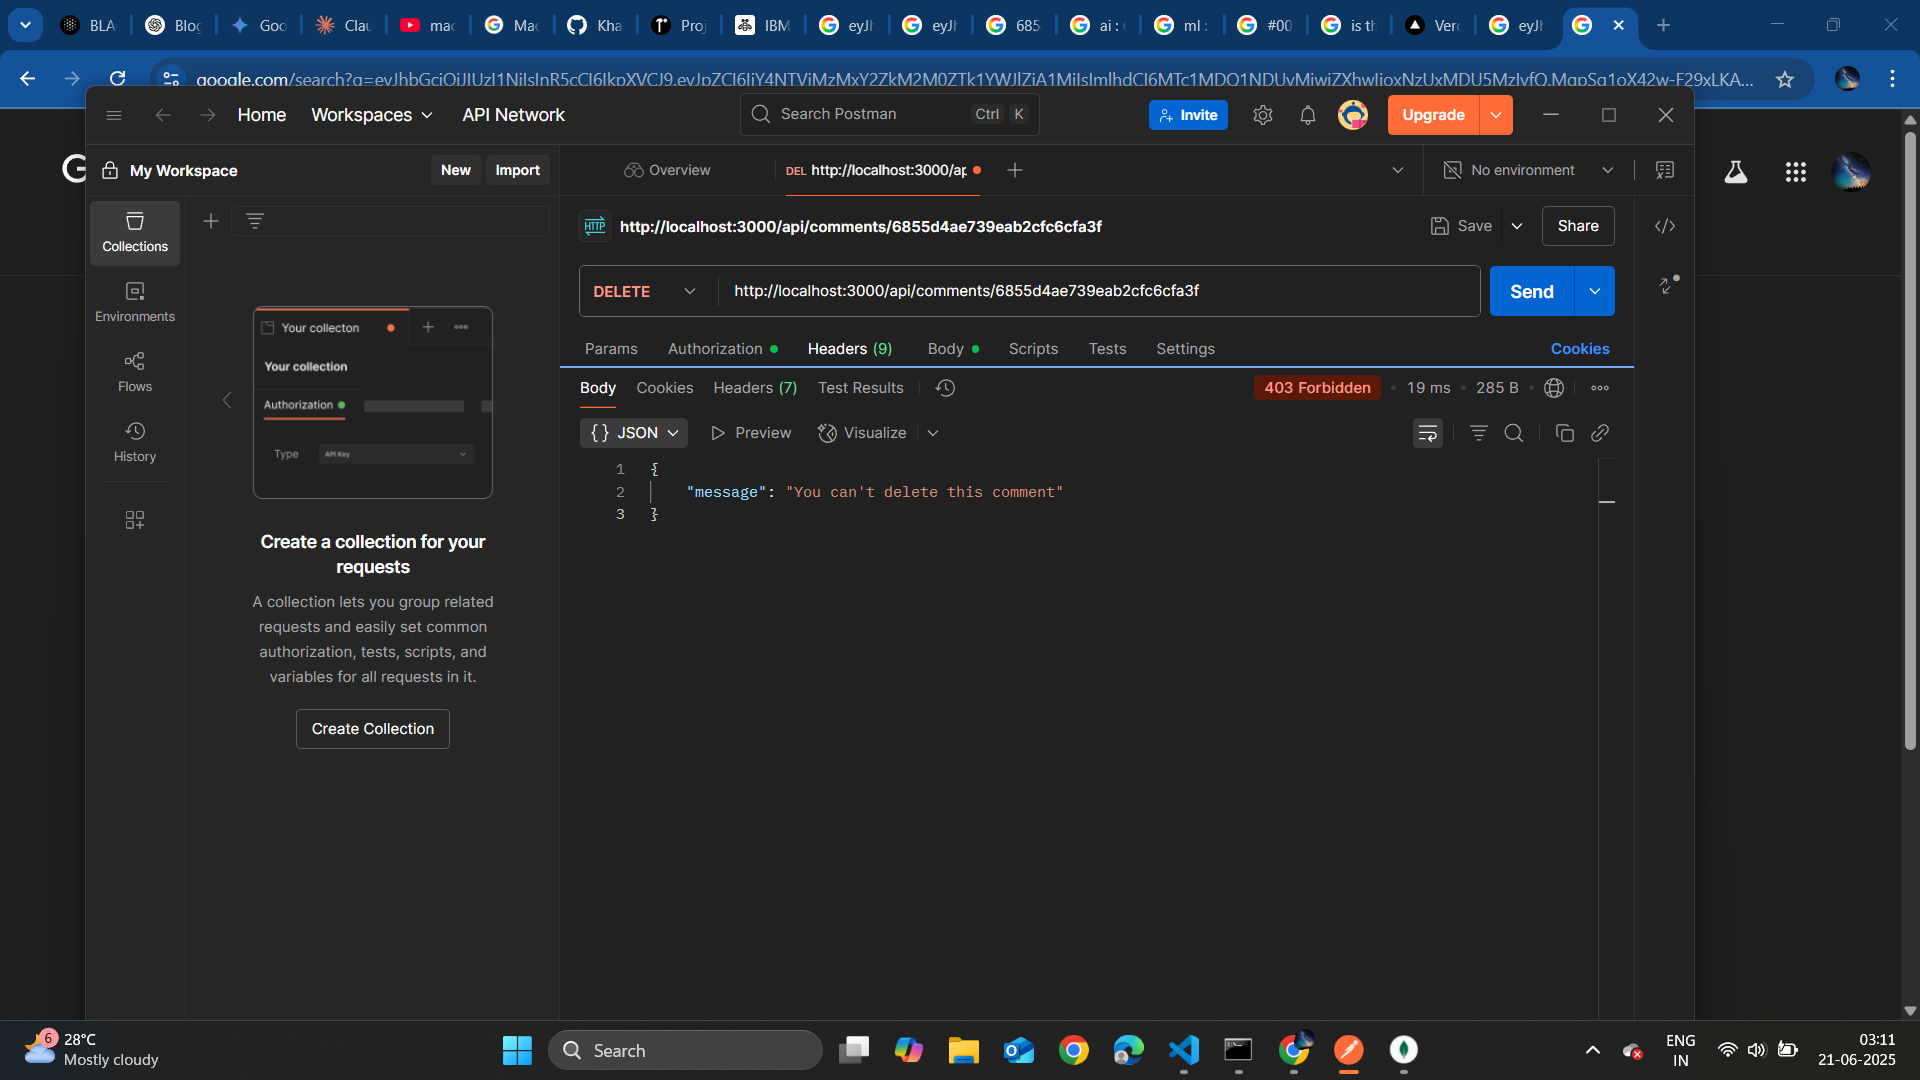 BLA
Blog
Goo
Clau
mac
Mac
Kha
Proj
IBM
eyJh
eyJh
685
ai :
ml :
#00
is th
Verc
eyJh
google.com/search?q=
Home
Workspaces
API Network
Search Postman
Ctrl
K
Invite
Upgrade
My Workspace
New
Import
Overview
DEL http://localhost:3000/ap
No environment
Collections
Environments
Flows
History
http://localhost:3000/api/comments/6855d4ae739eab2cfc6cfa3f
Save
Share
DELETE
http://localhost:3000/api/comments/6855d4ae739eab2cfc6cfa3f
Send
Params
Authorization
Headers (9)
Body
Scripts
Tests
Settings
Cookies
Body
Cookies
Headers (7)
Test Results
403 Forbidden
19 ms
285 B
{} JSON
Preview
Visualize
1 {
2 "message": "You can't delete this comment"
3 }
Your collecton
Your collection
Authorization
Type
API Key
Create a collection for your
requests
A collection lets you group related
requests and easily set common
authorization, tests, scripts, and
variables for all requests in it.
Create Collection
6
28°C
Mostly cloudy
Search
ENG
IN
03:11
21-06-2025